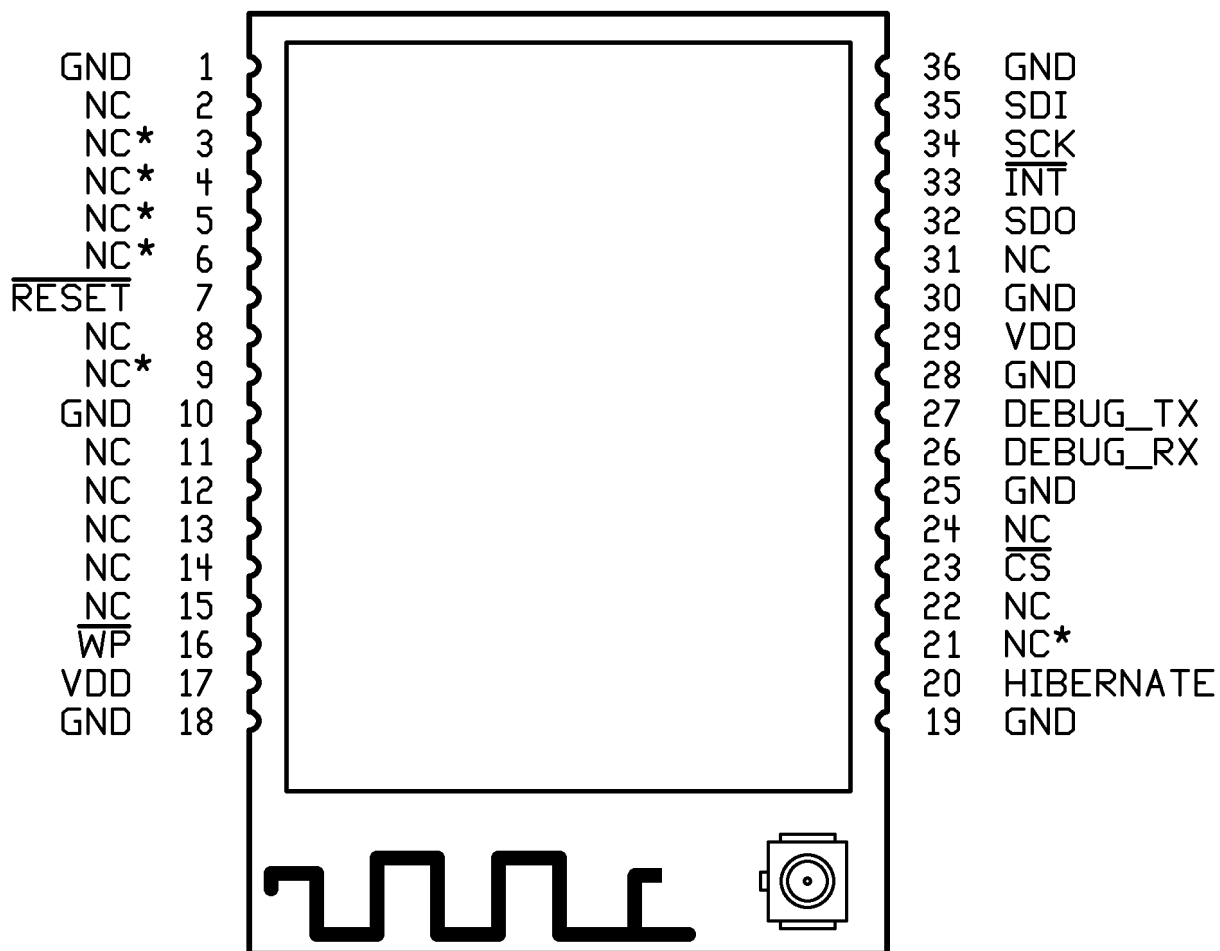 GND 1 36 GND
NC 2 35 SDI
NC* 3 34 SCK
NC* 4 33 INT
NC* 5 32 SDO
NC* 6 31 NC
RESET 7 30 GND
NC 8 29 VDD
NC* 9 28 GND
GND 10 27 DEBUG_TX
NC 11 26 DEBUG_RX
NC 12 25 GND
NC 13 24 NC
NC 14 23 CS
NC 15 22 NC
WP 16 21 NC*
VDD 17 20 HIBERNATE
GND 18 19 GND